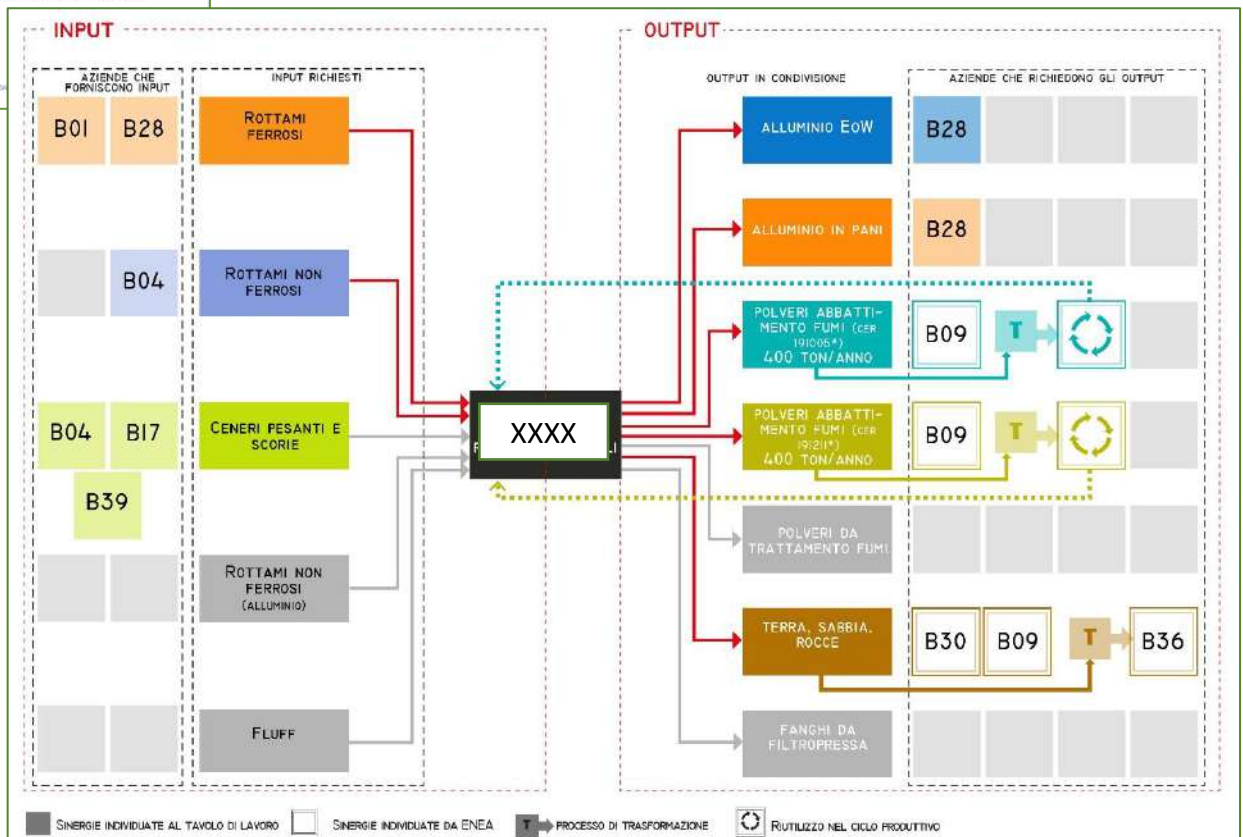 INPUT
OUTPUT
AZIENDE CHE
FORNISCONO INPUT
INPUT RICHIESTI
OUTPUT IN CONDIVISIONE
AZIENDE CHE RICHIEDONO GLI OUTPUT
B01
B28
ROTTAMI
FERROSI
ALLUMINIO EoW
B28
ALLUMINIO IN PANI
B28
B04
ROTTAMI NON
FERROSI
POLVERI ABBATTI-
MENTO FUMI (CER
191005*)
400 TON/ANNO
B09
T
B04
B17
B39
CENERI PESANTI E
SCORIE
XXXX
POLVERI ABBATTI-
MENTO FUMI (CER
191211*)
400 TON/ANNO
B09
T
POLVERI DA
TRATTAMENTO FUMI
ROTTAMI NON
FERROSI
(ALLUMINIO)
TERRA, SABBIA,
ROCCE
B30
B09
T
B36
FLUFF
FANGHI DA
FILTROPRESSA
SINERGIE INDIVIDUATE AL TAVOLO DI LAVORO
SINERGIE INDIVIDUATE DA ENEA
T
PROCESSO DI TRASFORMAZIONE
RIUTILIZZO NEL CICLO PRODUTTIVO